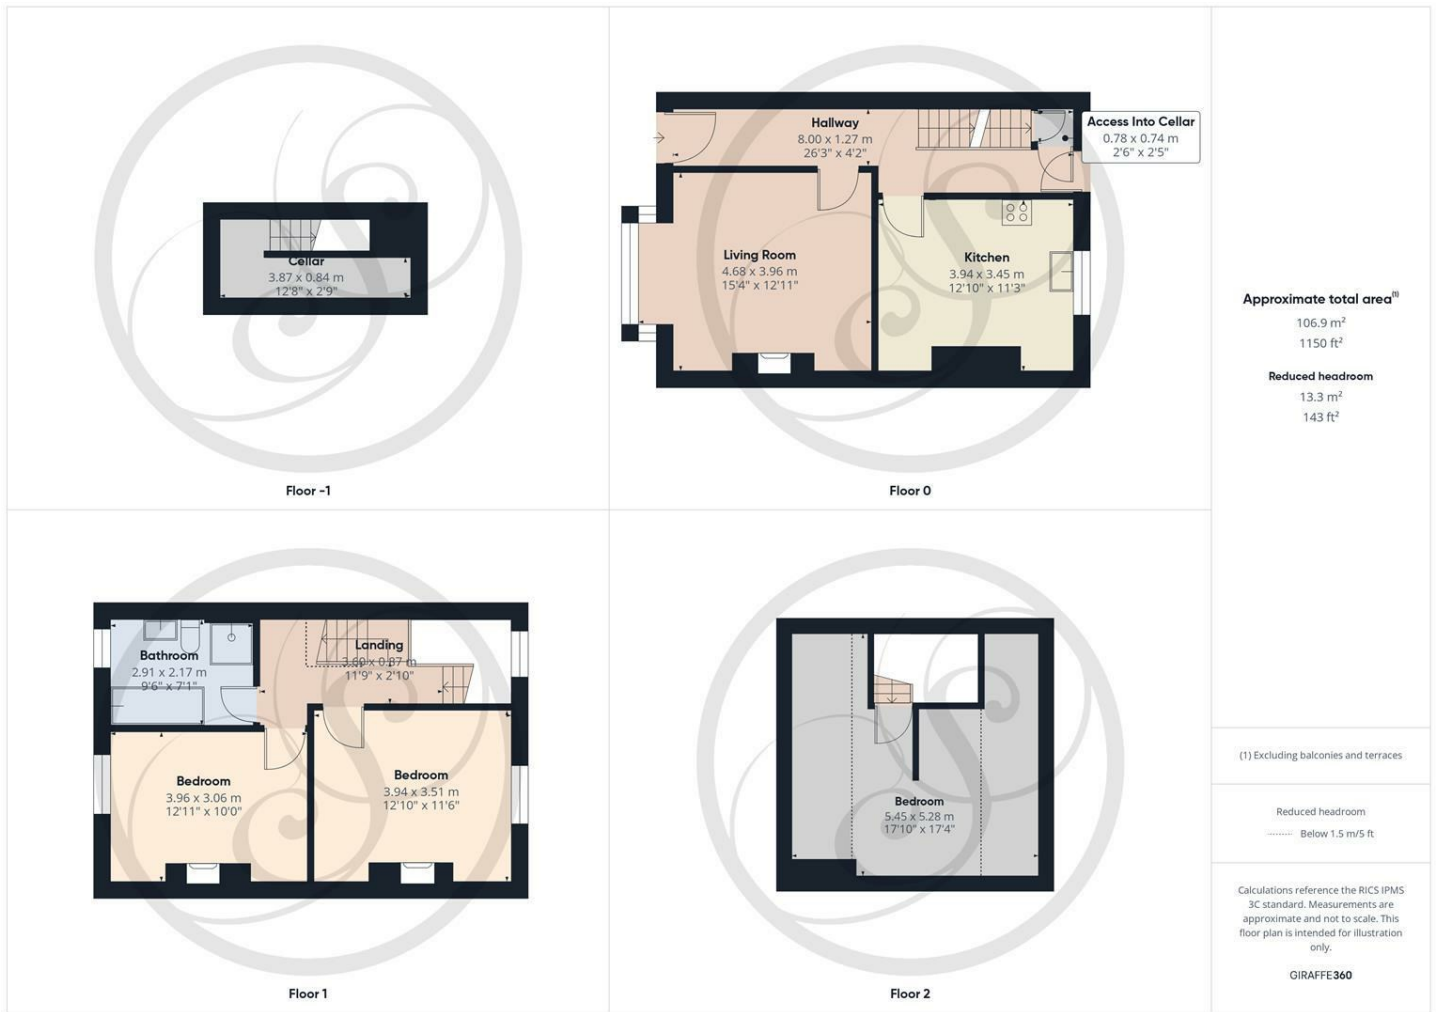 Cellar
3.87 x 0.84 m
12'8" x 2'9"
Floor -1
Hallway
8.00 x 1.27 m
26'3" x 4'2"
Access Into Cellar
0.78 x 0.74 m
2'6" x 2'5"
Living Room
4.68 x 3.96 m
15'4" x 12'11"
Kitchen
3.94 x 3.45 m
12'10" x 11'3"
Floor 0
Bathroom
2.91 x 2.17 m
9'6" x 7'1"
Landing
3.60 x 0.87 m
11'9" x 2'10"
Bedroom
3.96 x 3.06 m
12'11" x 10'0"
Bedroom
3.94 x 3.51 m
12'10" x 11'6"
Floor 1
Bedroom
5.45 x 5.28 m
17'10" x 17'4"
Floor 2
Approximate total area(1)
106.9 m²
1150 ft²
Reduced headroom
13.3 m²
143 ft²
(1) Excluding balconies and terraces
Reduced headroom
Below 1.5 m/5 ft
Calculations reference the RICS IPMS
3C standard. Measurements are
approximate and not to scale. This
floor plan is intended for illustration
only.
GIRAFFE360